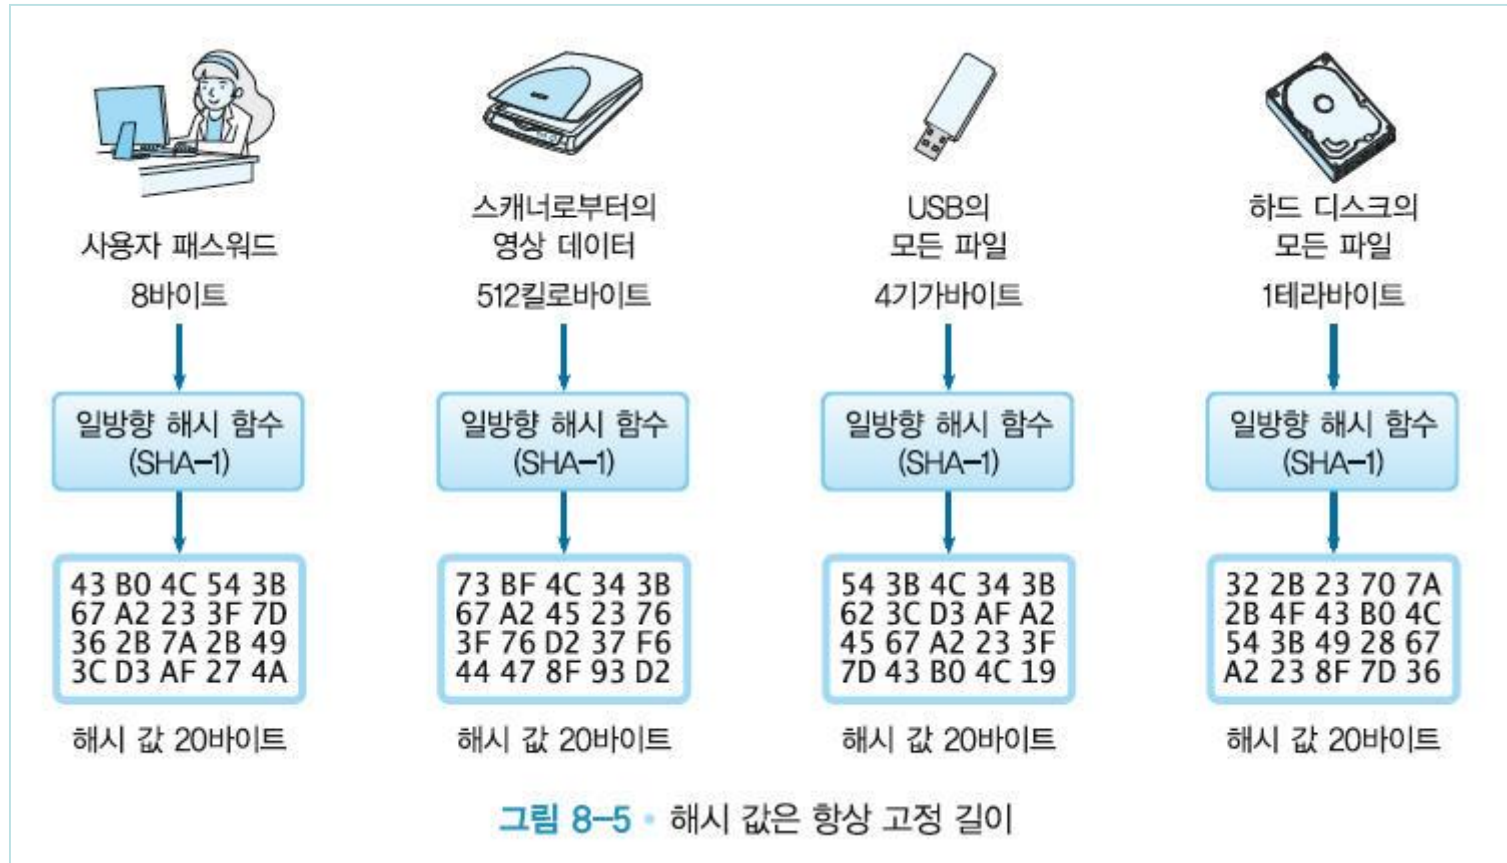 사용자 패스워드
8바이트
일방향 해시 함수
(SHA-1)
43 B0 4C 54 3B
67 A2 23 3F 7D
36 2B 7A 2B 49
3C D3 AF 27 4A
해시 값 20바이트
스캐너로부터의
영상 데이터
512킬로바이트
일방향 해시 함수
(SHA-1)
73 BF 4C 34 3B
67 A2 45 23 76
3F 76 D2 37 F6
44 47 8F 93 D2
해시 값 20바이트
USB의
모든 파일
4기가바이트
일방향 해시 함수
(SHA-1)
54 3B 4C 34 3B
62 3C D3 AF A2
45 67 A2 23 3F
7D 43 B0 4C 19
해시 값 20바이트
하드 디스크의
모든 파일
1테라바이트
일방향 해시 함수
(SHA-1)
32 2B 23 70 7A
2B 4F 43 B0 4C
54 3B 49 28 67
A2 23 8F 7D 36
해시 값 20바이트
그림 8-5 • 해시 값은 항상 고정 길이